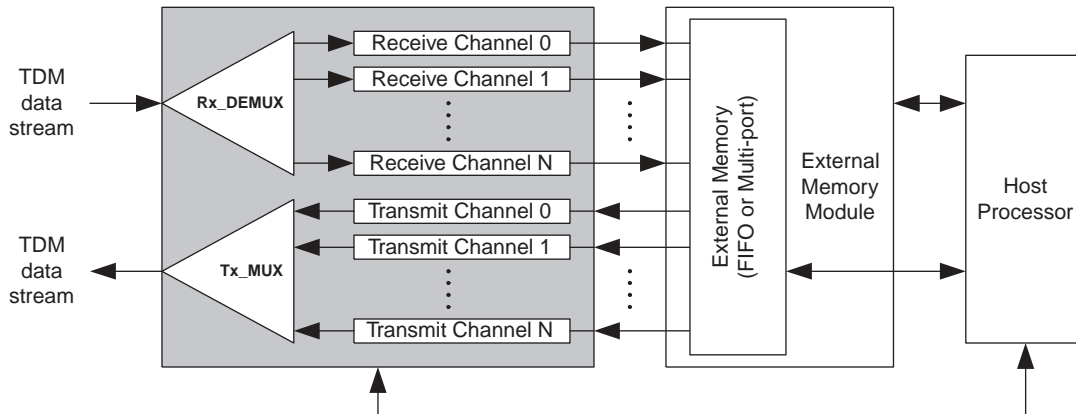 TDM
data
stream
Rx_DEMUX
Receive Channel 0
Receive Channel 1
Receive Channel N
TDM
data
stream
Tx_MUX
Transmit Channel 0
Transmit Channel 1
Transmit Channel N
External Memory
(FIFO or Multi-port)
External
Memory
Module
Host
Processor